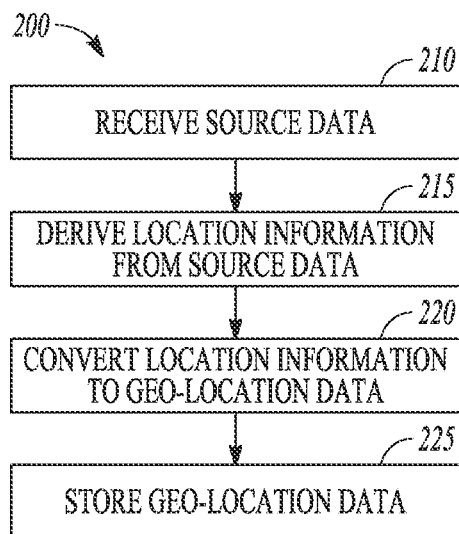 200
210
RECEIVE SOURCE DATA
215
DERIVE LOCATION INFORMATION
FROM SOURCE DATA
220
CONVERT LOCATION INFORMATION
TO GEO-LOCATION DATA
225
STORE GEO-LOCATION DATA